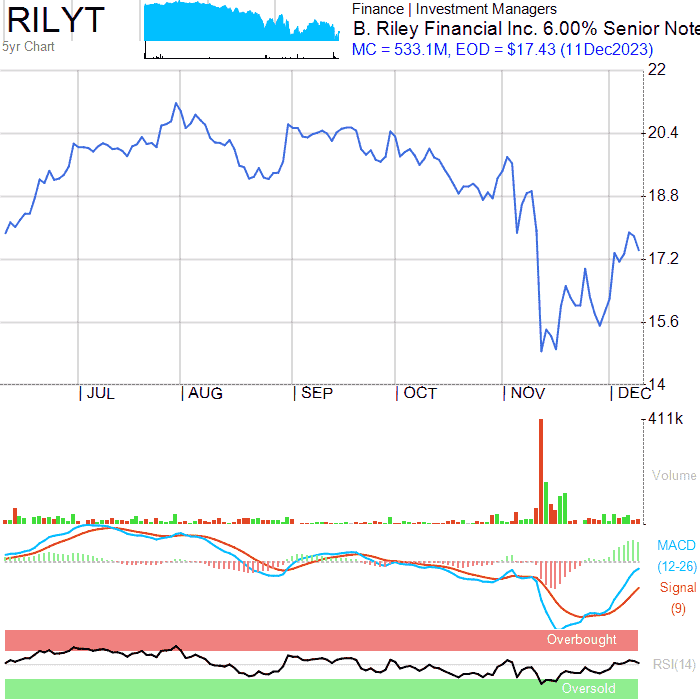 RILYT
5yr Chart
Finance | Investment Managers
B. Riley Financial Inc. 6.00% Senior Note
MC = 533.1M, EOD = $17.43 (11Dec2023)
22
20.4
18.8
17.2
15.6
14
JUL
AUG
SEP
OCT
NOV
DEC
411k
Volume
MACD
(12-26)
Signal
(9)
Overbought
RSI(14)
Oversold